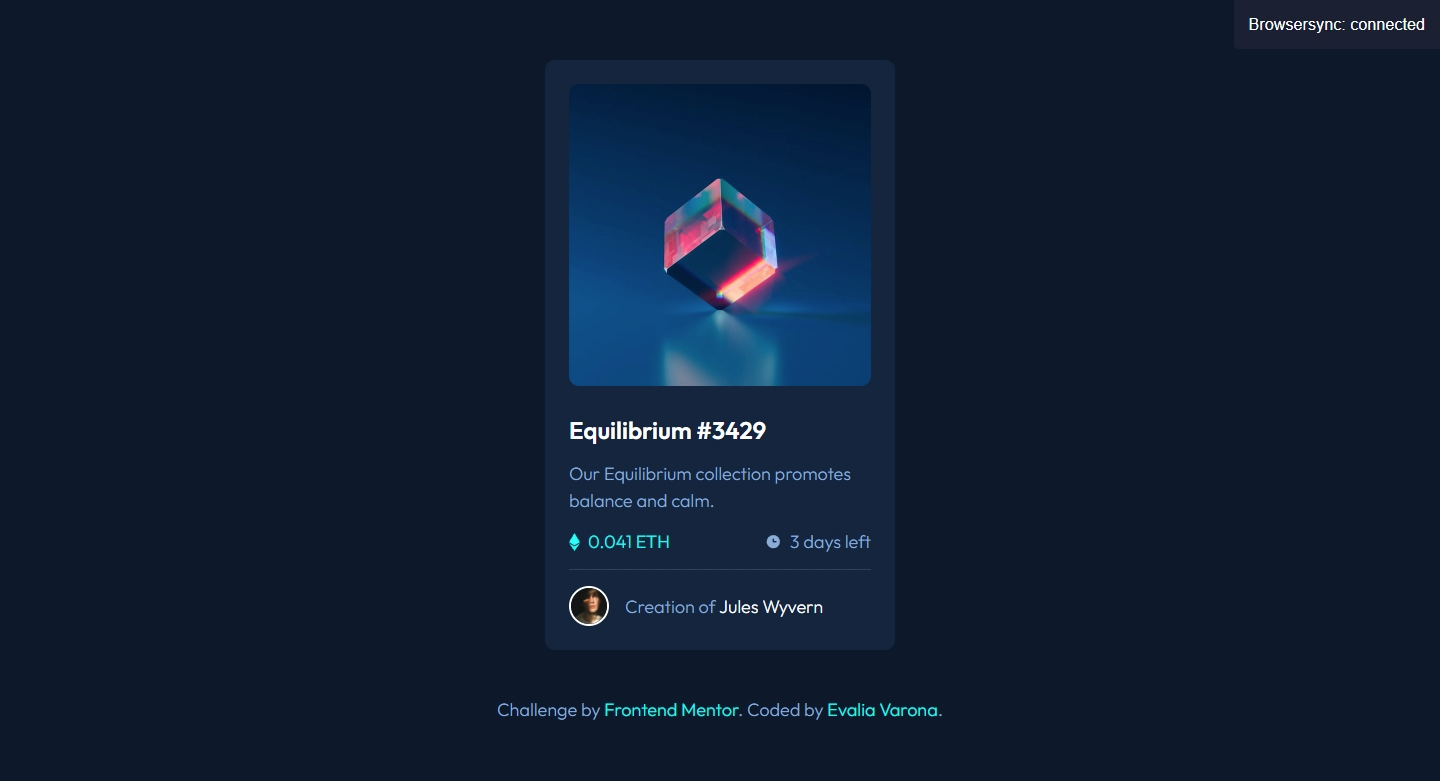 Browsersync: connected
Equilibrium #3429
Our Equilibrium collection promotes
balance and calm.
0.041 ETH
3 days left
Creation of Jules Wyvern
Challenge by Frontend Mentor. Coded by Evalia Varona.